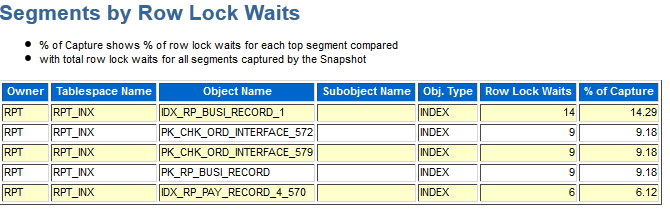 Segments by Row Lock Waits
% of Capture shows % of row lock waits for each top segment compared
with total row lock waits for all segments captured by the Snapshot
Owner Tablespace Name Object Name Subobject Name Obj. Type Row Lock Waits % of Capture
RPT RPT_INX IDX_RP_BUSI_RECORD_1 INDEX 14 14.29
RPT RPT_INX PK_CHK_ORD_INTERFACE_572 INDEX 9 9.18
RPT RPT_INX PK_CHK_ORD_INTERFACE_579 INDEX 9 9.18
RPT RPT_INX PK_RP_BUSI_RECORD INDEX 9 9.18
RPT RPT_INX IDX_RP_PAY_RECORD_4_570 INDEX 6 6.12